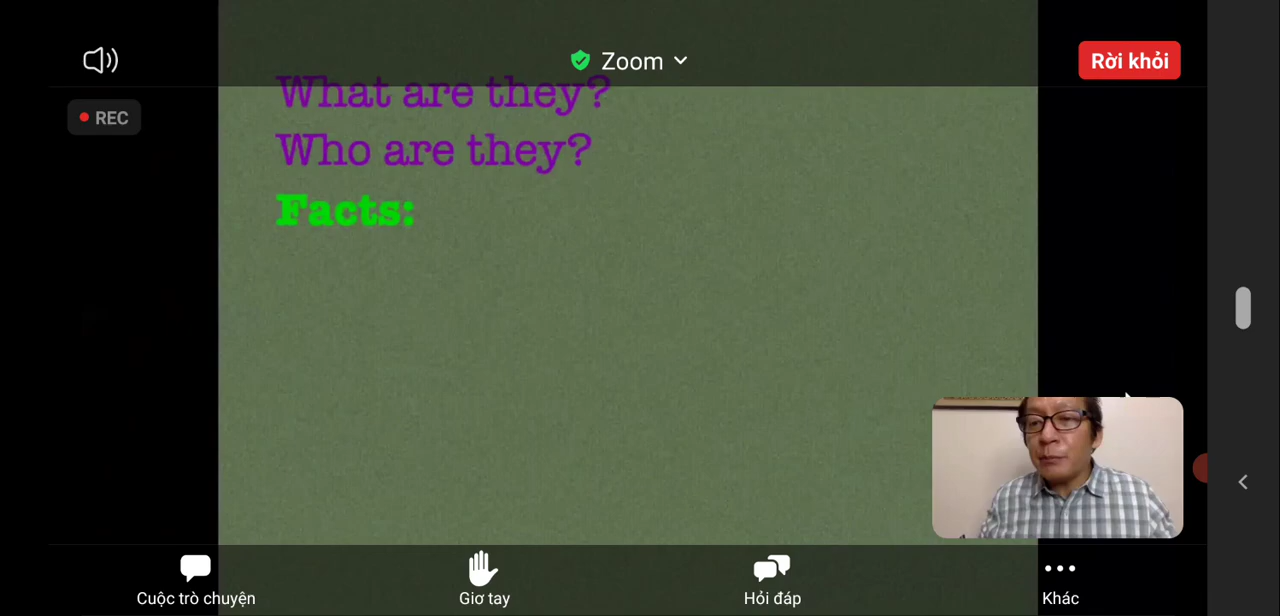 Zoom
Rời khỏi
REC
What are they?
Who are they?
Facts:
Cuộc trò chuyện
Giơ tay
Hỏi đáp
Khác